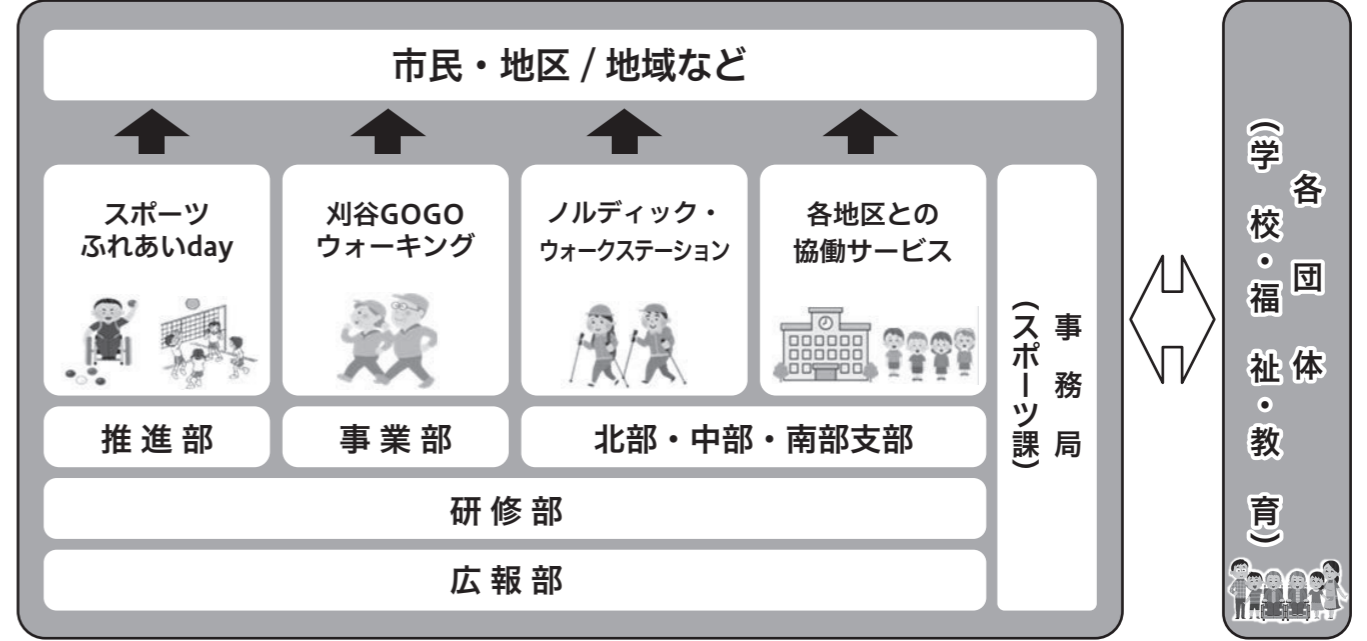 市民・地区 / 地域など
スポーツ
ふれあいday
刈谷GOGO
ウォーキング
ノルディック・
ウォークステーション
各地区との
協働サービス
推進部
事業部
北部・中部・南部支部
研修部
広報部
事務局
(スポーツ課)
各団体
(学校・福祉・教育)